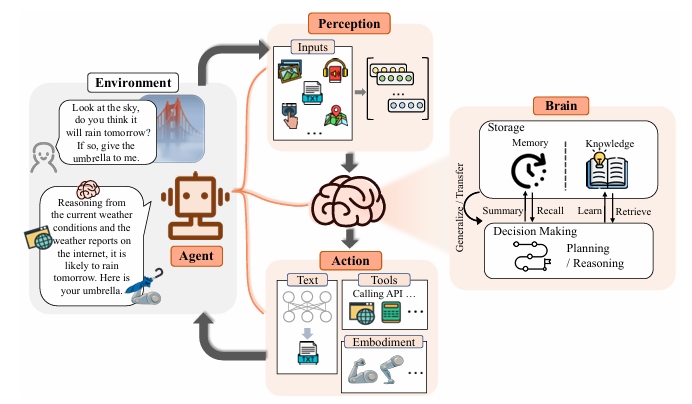 Perception
Inputs
TXT
...
...
Environment
Look at the sky,
do you think it
will rain tomorrow?
If so, give the
umbrella to me.
Reasoning from
the current weather
conditions and the
weather reports on
the internet, it is
likely to rain
tomorrow. Here is
your umbrella.
Agent
Action
Text
TXT
Tools
Calling API ...
...
Embodiment
...
Brain
Storage
Memory
Knowledge
Generalize / Transfer
Summary
Recall
Learn
Retrieve
Decision Making
Planning
/ Reasoning